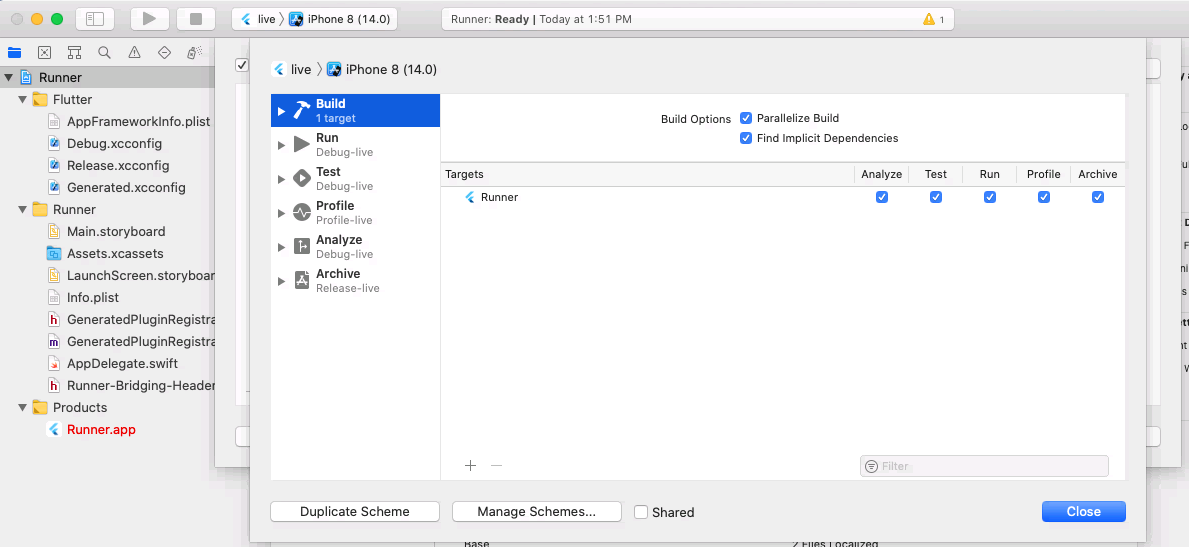 live iPhone 8 (14.0)
Runner: Ready | Today at 1:51 PM
1
Runner
Flutter
AppFrameworkInfo.plist
Debug.xcconfig
Release.xcconfig
Generated.xcconfig
Runner
Main.storyboard
Assets.xcassets
LaunchScreen.storyboar
Info.plist
GeneratedPluginRegistra
GeneratedPluginRegistra
AppDelegate.swift
Runner-Bridging-Header
Products
Runner.app
live iPhone 8 (14.0)
Build
1 target
Run
Debug-live
Test
Debug-live
Profile
Profile-live
Analyze
Debug-live
Archive
Release-live
Build Options Parallelize Build
Find Implicit Dependencies
Targets Analyze Test Run Profile Archive
Runner
Filter
Duplicate Scheme Manage Schemes... Shared Close
Base 2 Files Localized